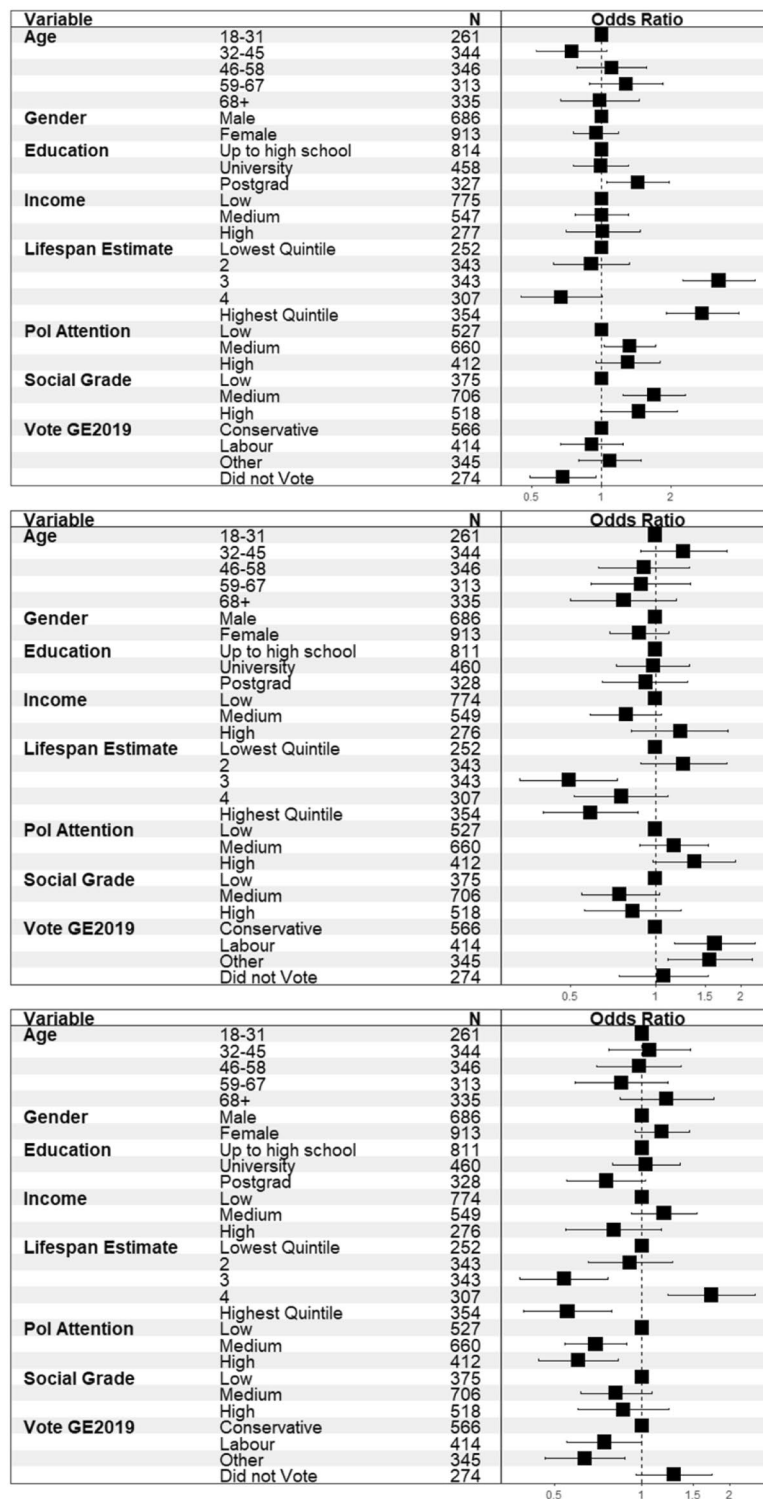 Variable N Odds Ratio
Age 18-31 261
32-45 344
46-58 346
59-67 313
68+ 335
Gender Male 686
Female 913
Education Up to high school 814
University 458
Postgrad 327
Income Low 775
Medium 547
High 277
Lifespan Estimate Lowest Quintile 252
2 343
3 343
4 307
Highest Quintile 354
Pol Attention Low 527
Medium 660
High 412
Social Grade Low 375
Medium 706
High 518
Vote GE2019 Conservative 566
Labour 414
Other 345
Did not Vote 274
0.5 1 2
Variable N Odds Ratio
Age 18-31 261
32-45 344
46-58 346
59-67 313
68+ 335
Gender Male 686
Female 913
Education Up to high school 811
University 460
Postgrad 328
Income Low 774
Medium 549
High 276
Lifespan Estimate Lowest Quintile 252
2 343
3 343
4 307
Highest Quintile 354
Pol Attention Low 527
Medium 660
High 412
Social Grade Low 375
Medium 706
High 518
Vote GE2019 Conservative 566
Labour 414
Other 345
Did not Vote 274
0.5 1 1.5 2
Variable N Odds Ratio
Age 18-31 261
32-45 344
46-58 346
59-67 313
68+ 335
Gender Male 686
Female 913
Education Up to high school 811
University 460
Postgrad 328
Income Low 774
Medium 549
High 276
Lifespan Estimate Lowest Quintile 252
2 343
3 343
4 307
Highest Quintile 354
Pol Attention Low 527
Medium 660
High 412
Social Grade Low 375
Medium 706
High 518
Vote GE2019 Conservative 566
Labour 414
Other 345
Did not Vote 274
0.5 1 1.5 2